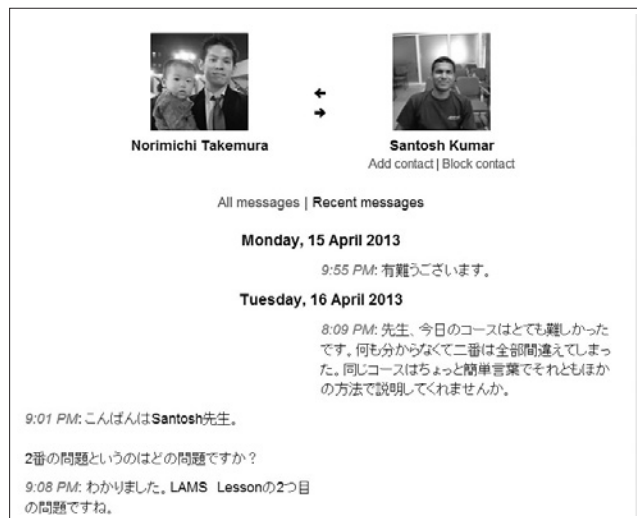 Norimichi Takemura
Santosh Kumar
Add contact | Block contact
All messages | Recent messages
Monday, 15 April 2013
9:55 PM: 有難うございます。
Tuesday, 16 April 2013
8:09 PM: 先生、今日のコースはとても難しかった
です。何も分からなくて二番は全部間違えてしまっ
た。同じコースはちょっと簡単言葉でそれともほか
の方法で説明してくれませんか。
9:01 PM: こんばんはSantosh先生。
2番の問題というのはどの問題ですか？
9:08 PM: わかりました。LAMS Lessonの2つ目
の問題ですね。